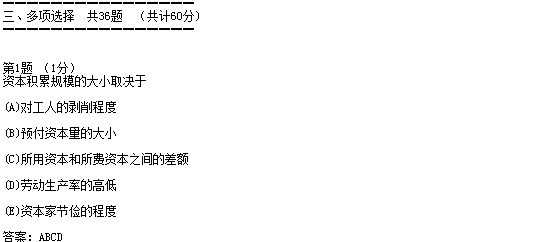 三、多项选择 共36题 （共计60分）
第1题 （1分）
资本积累规模的大小取决于
(A)对工人的剥削程度
(B)预付资本量的大小
(C)所用资本和所费资本之间的差额
(D)劳动生产率的高低
(E)资本家节俭的程度
答案：ABCD